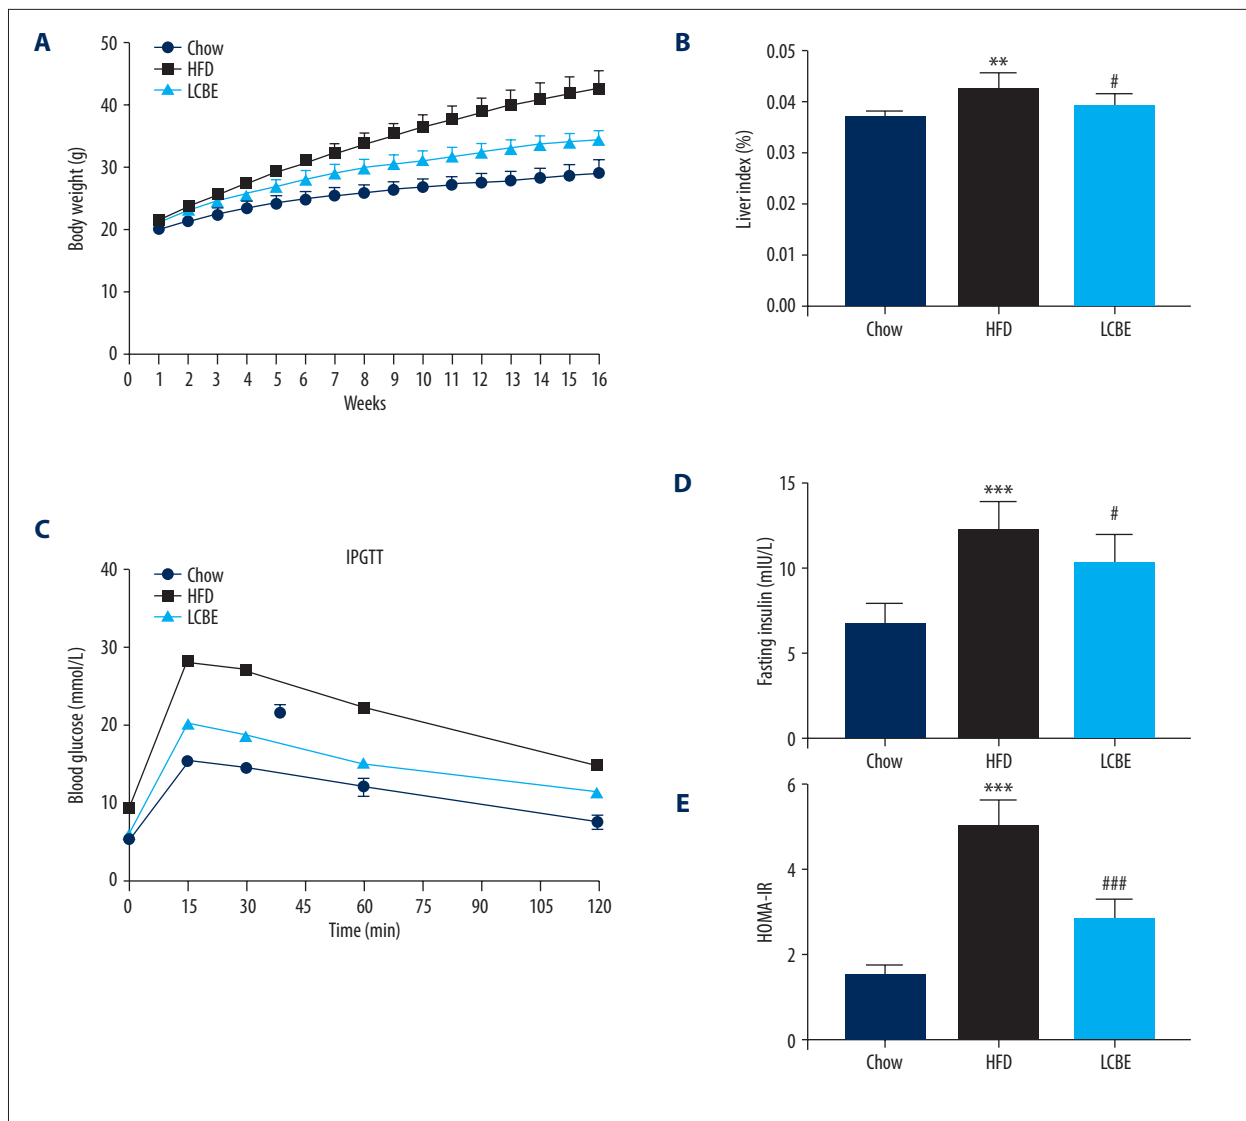 A
Chow
HFD
LCBE
50
40
30
20
10
0
Body weight (g)
0 1 2 3 4 5 6 7 8 9 10 11 12 13 14 15 16
Weeks
B
0.05
0.04
0.03
0.02
0.01
0.00
Liver index (%)
**
#
Chow HFD LCBE
C
IPGTT
Chow
HFD
LCBE
40
30
20
10
0
Blood glucose (mmol/L)
0 15 30 45 60 75 90 105 120
Time (min)
D
15
10
5
0
Fasting insulin (mIU/L)
***
#
Chow HFD LCBE
E
6
4
2
0
HOMA-IR
***
###
Chow HFD LCBE